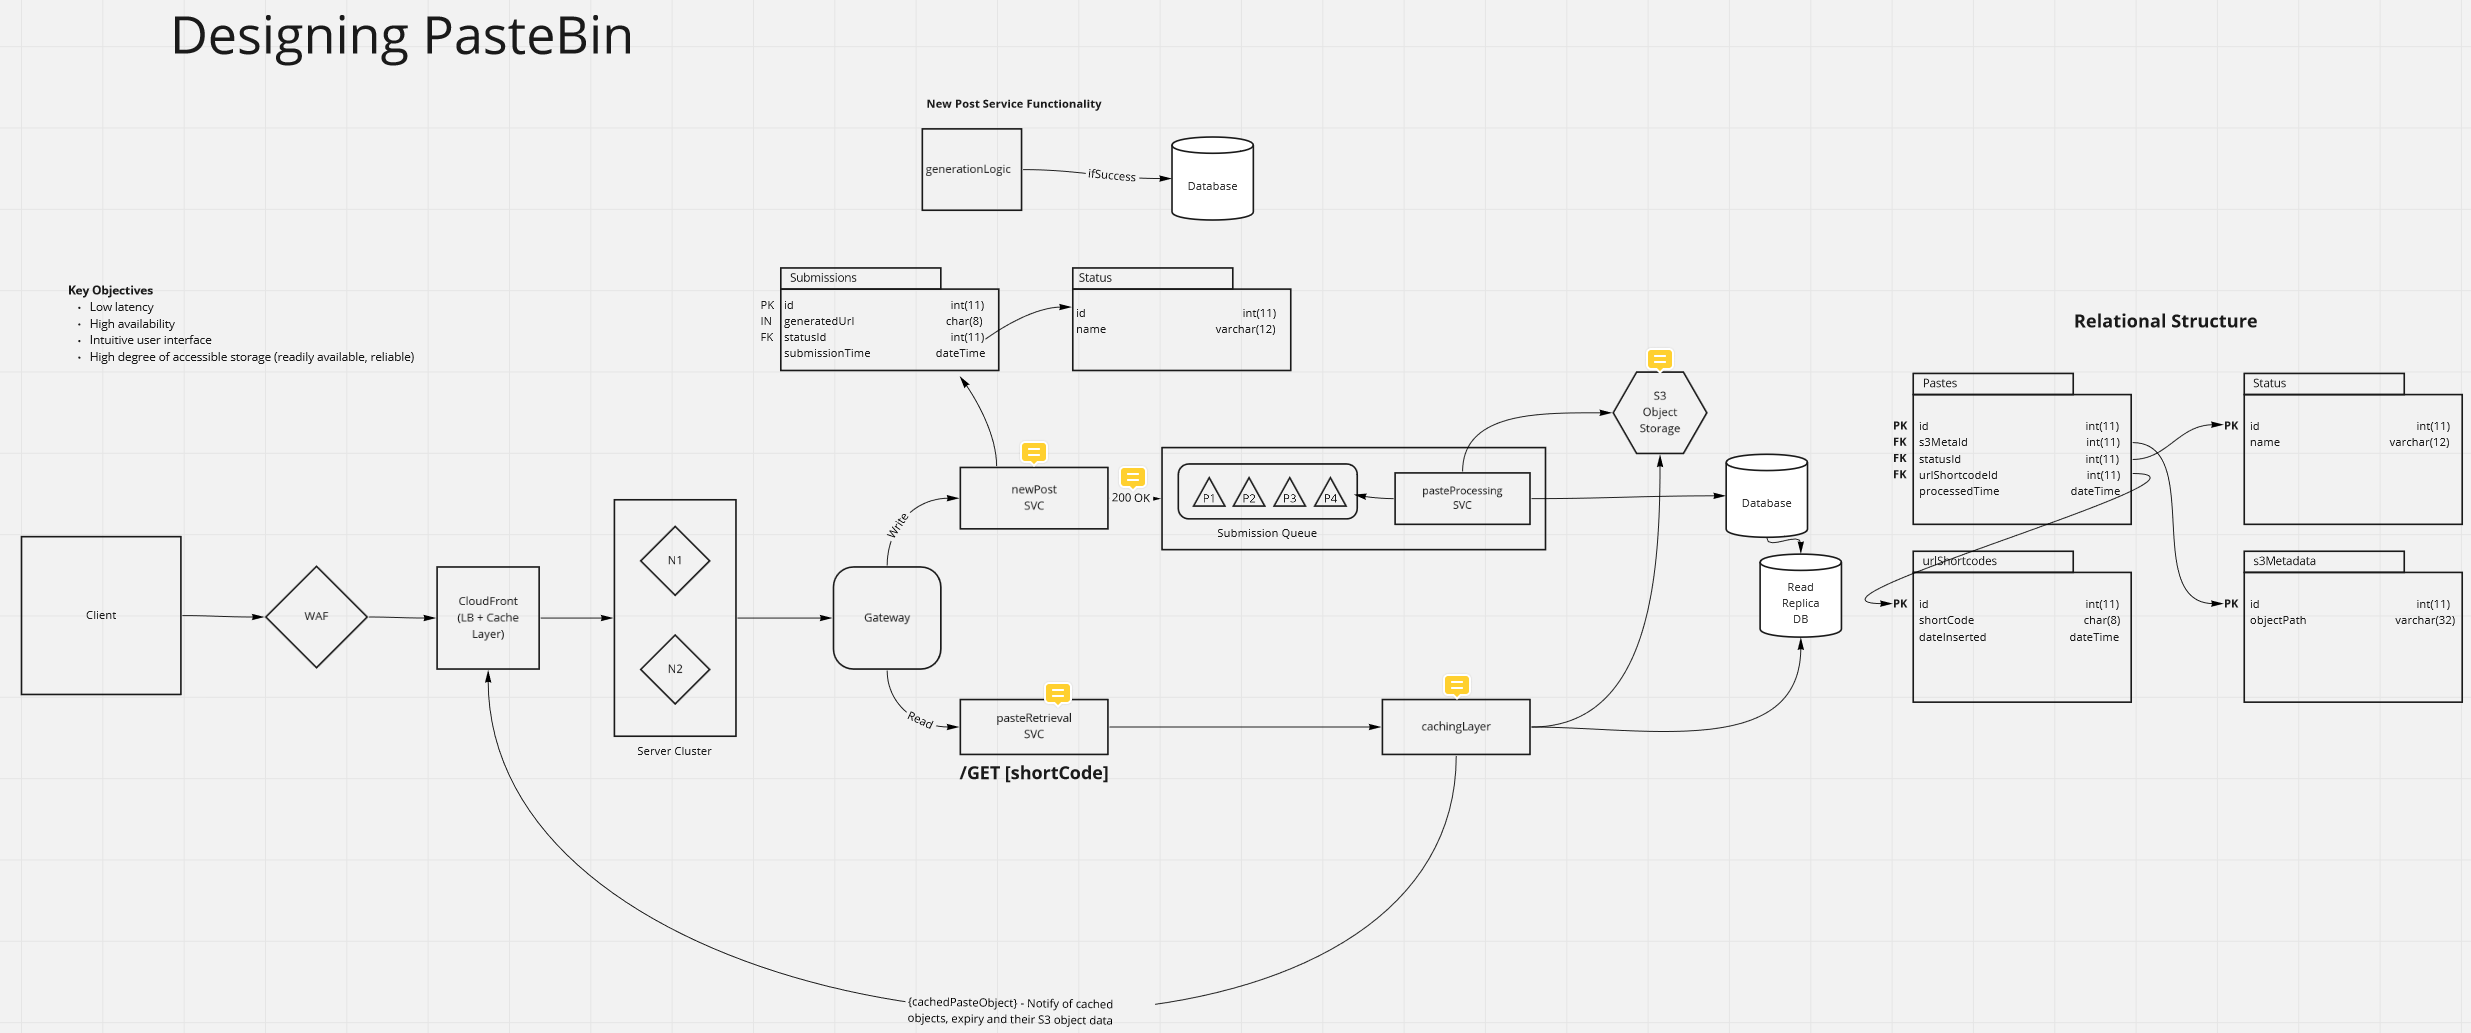 Designing PasteBin
New Post Service Functionality
generationLogic
ifSuccess
Database
Key Objectives
· Low latency
· High availability
· Intuitive user interface
· High degree of accessible storage (readily available, reliable)
Submissions
PK id int(11)
IN generatedUrl char(8)
FK statusId int(11)
submissionTime dateTime
Status
id int(11)
name varchar(12)
Relational Structure
Pastes
PK id int(11)
FK s3MetaId int(11)
FK statusId int(11)
FK urlShortcodeId int(11)
processedTime dateTime
Status
PK id int(11)
name varchar(12)
urlShortcodes
PK id int(11)
shortCode char(8)
dateInserted dateTime
s3Metadata
PK id int(11)
objectPath varchar(32)
Client
WAF
CloudFront
(LB + Cache
Layer)
N1
N2
Server Cluster
Gateway
Write
Read
newPost
SVC
200 OK
P1 P2 P3 P4
Submission Queue
pasteProcessing
SVC
S3
Object
Storage
Database
Read
Replica
DB
pasteRetrieval
SVC
/GET [shortCode]
cachingLayer
{cachedPasteObject} - Notify of cached
objects, expiry and their S3 object data